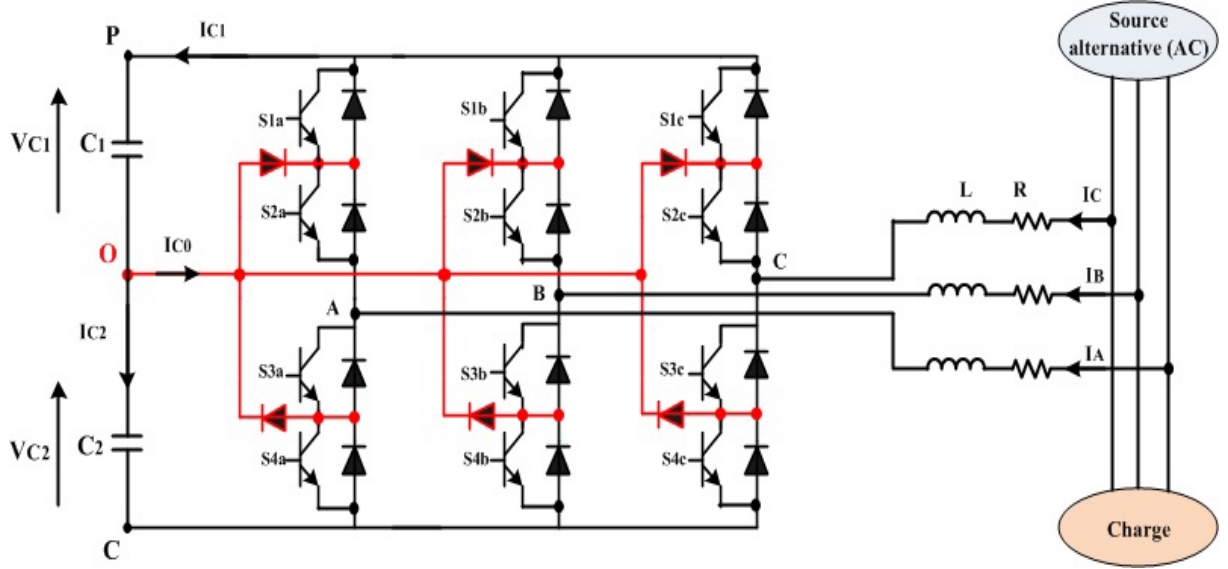 Source
alternative (AC)
P
IC1
S1a
S1b
S1c
VC1
C1
S2a
S2b
S2c
L
R
IC
O
IC0
C
B
IB
A
IC2
IA
S3a
S3b
S3c
VC2
C2
S4a
S4b
S4c
C
Charge